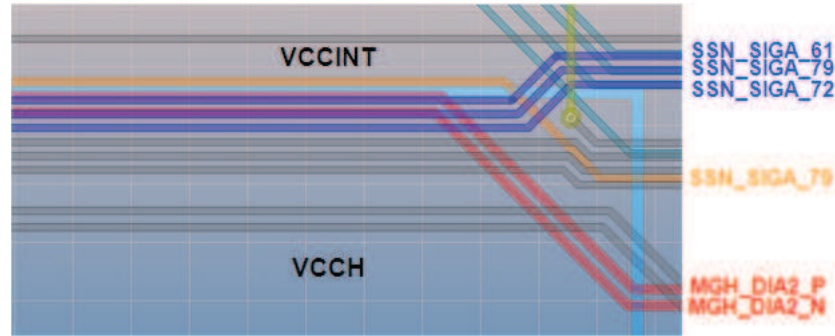 VCCINT
SSN_SIGA_61
SSN_SIGA_79
SSN_SIGA_72
SSN_SIGA_79
VCCH
MGH_DIA2_P
MGH_DIA2_N